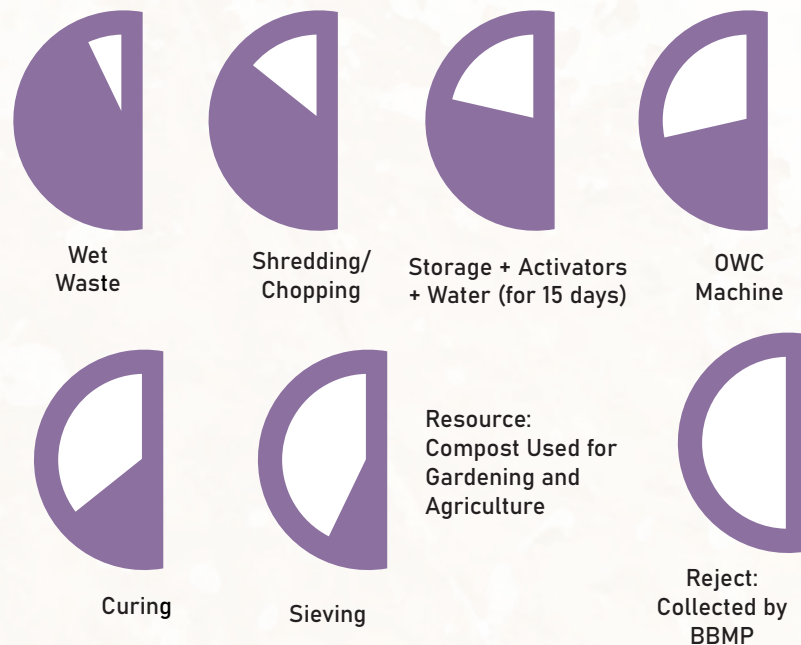 Wet
Waste
Shredding/
Chopping
Storage + Activators
+ Water (for 15 days)
OWC
Machine
Curing
Sieving
Resource:
Compost Used for
Gardening and
Agriculture
Reject:
Collected by
BBMP